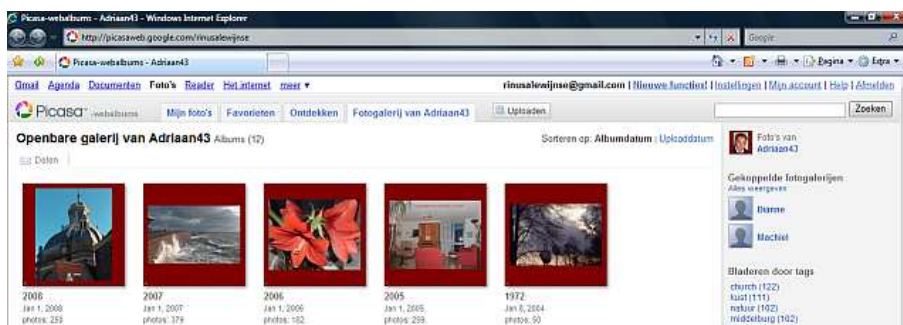 Picasa-webalbums - Adriaan43 - Windows Internet Explorer
http://picasaweb.google.com/rinusalewijnse
Google
Picasa-webalbums - Adriaan43
Pagina Extra
Gmail Agenda Documenten Foto's Reader Het internet meer ▼
rinusalewijnse@gmail.com | Nieuwe functies! | Instellingen | Mijn account | Help | Afmelden
Picasa™ webalbums
Mijn foto's Favorieten Ontdekken Fotogalerij van Adriaan43 Uploaden
Zoeken
Openbare galerij van Adriaan43 Albums (12)
Sorteren op: Albumdatum | Uploaddatum
Delen
2008
Jan 1, 2008
photos: 253
2007
Jan 1, 2007
photos: 379
2006
Jan 1, 2006
photos: 182
2005
Jan 1, 2005
photos: 299
1972
Jan 8, 2004
photos: 50
Foto's van
Adriaan43
Gekoppelde fotogalerijen
Alles weergeven
Dianne
Machiel
Bladeren door tags
church (122)
kust (111)
natuur (102)
middelburg (102)